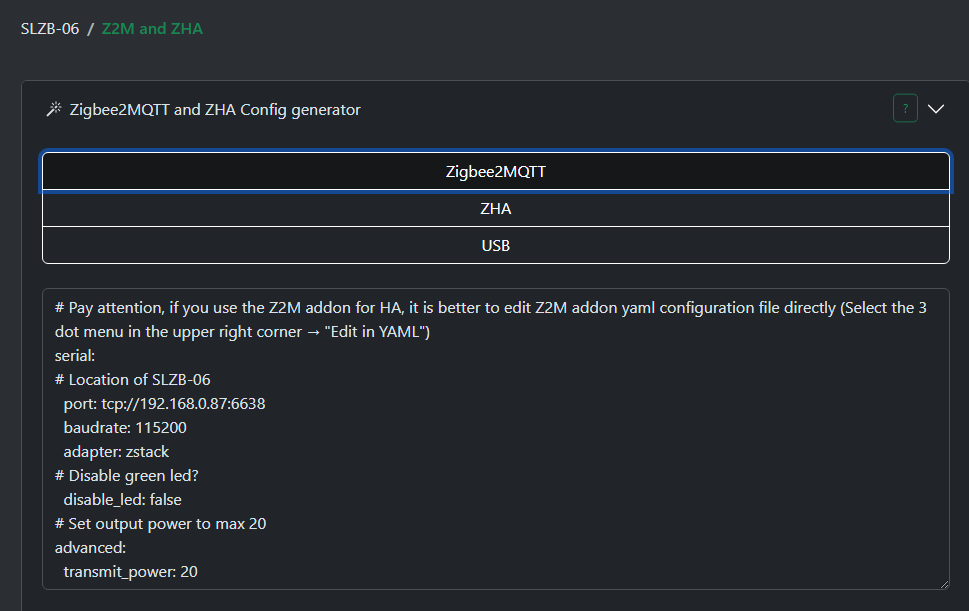 SLZB-06 / Z2M and ZHA
Zigbee2MQTT and ZHA Config generator
?
Zigbee2MQTT
ZHA
USB
# Pay attention, if you use the Z2M addon for HA, it is better to edit Z2M addon yaml configuration file directly (Select the 3
dot menu in the upper right corner → "Edit in YAML")
serial:
# Location of SLZB-06
  port: tcp://192.168.0.87:6638
  baudrate: 115200
  adapter: zstack
# Disable green led?
  disable_led: false
# Set output power to max 20
advanced:
  transmit_power: 20